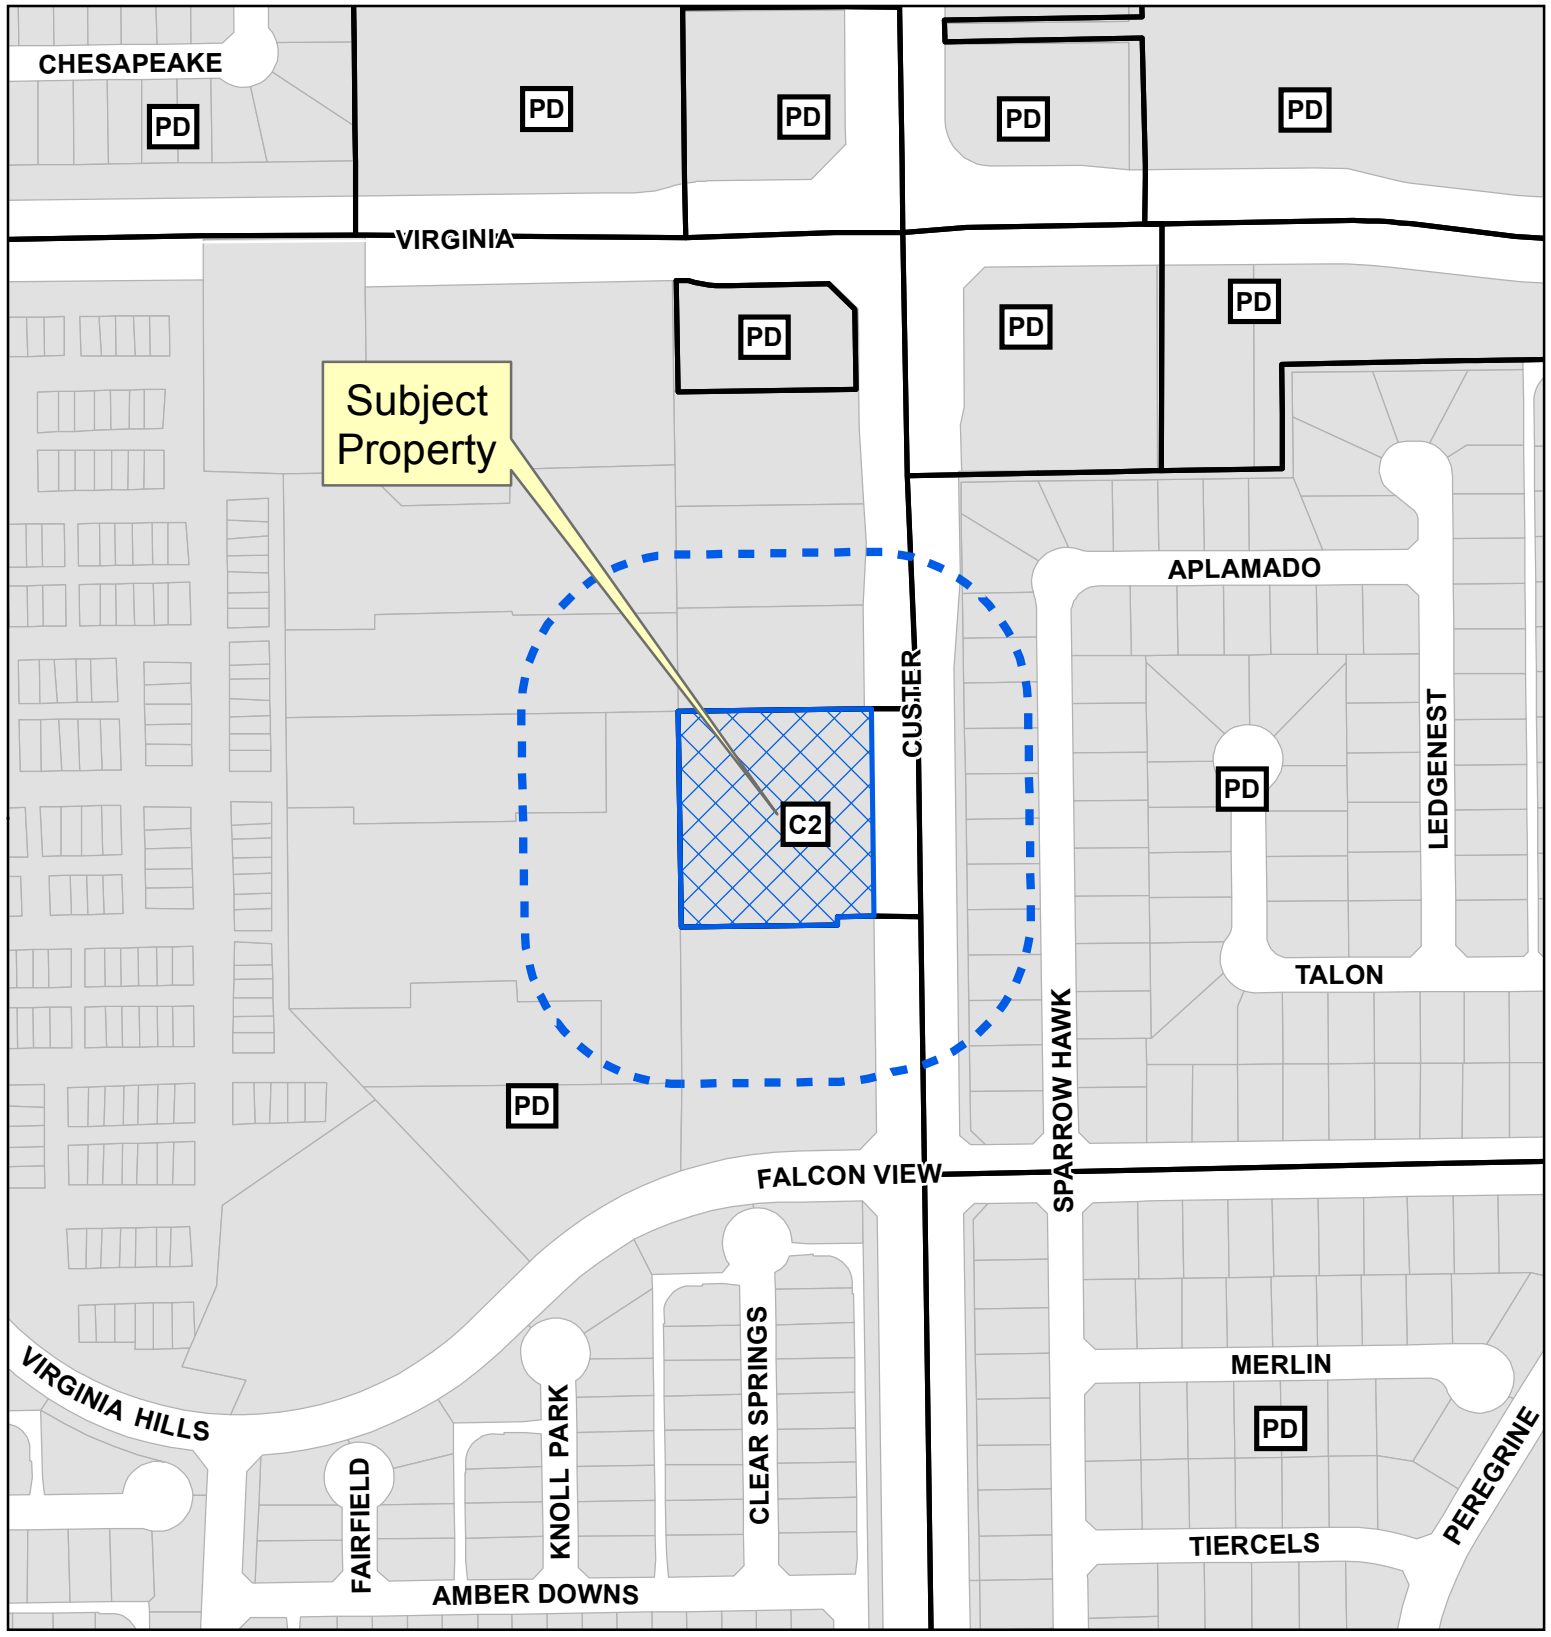 CHESAPEAKE
PD
PD
PD
PD
PD
VIRGINIA
PD
PD
PD
Subject
Property
APLAMADO
CUSTER
LEDGENEST
PD
C2
TALON
SPARROW HAWK
PD
FALCON VIEW
VIRGINIA HILLS
CLEAR SPRINGS
KNOLL PARK
FAIRFIELD
MERLIN
PD
PEREGRINE
TIERCELS
AMBER DOWNS